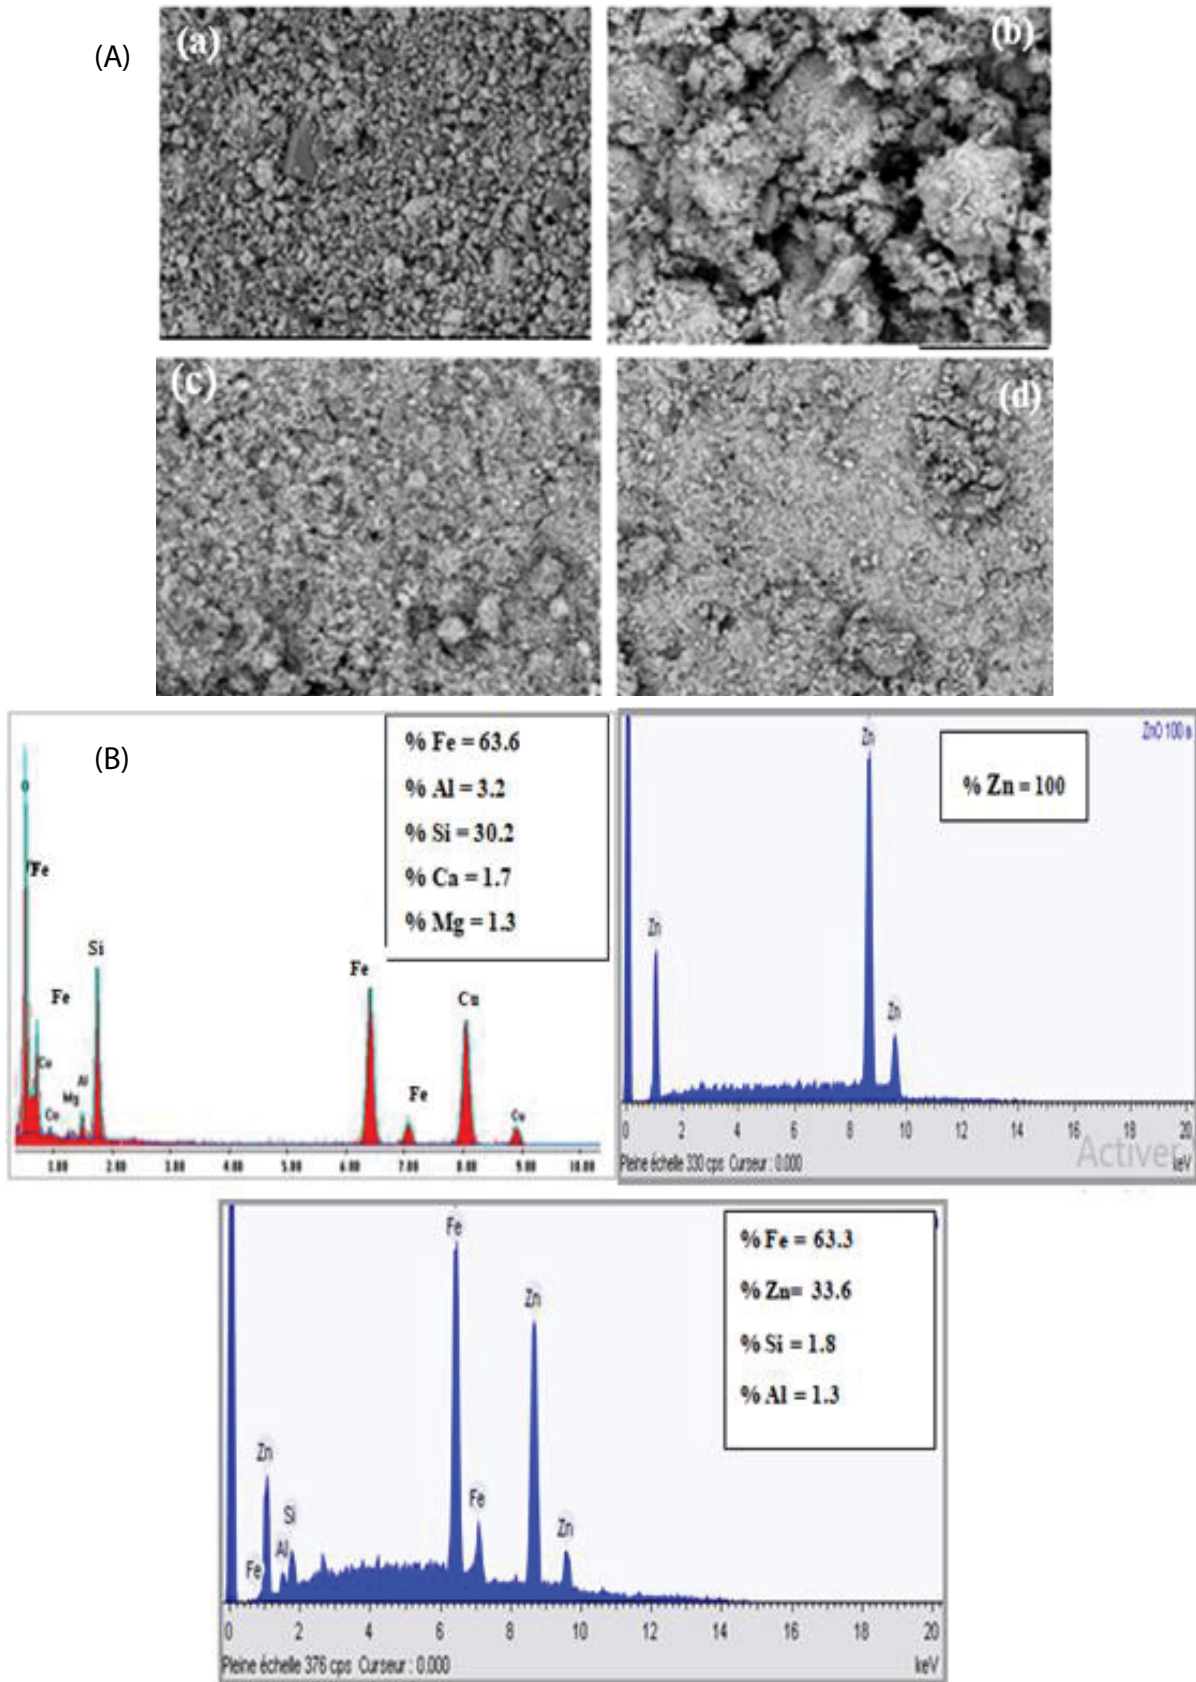 (A)
(a)
(b)
(c)
(d)
(B)
% Fe = 63.6
% Al = 3.2
% Si = 30.2
% Ca = 1.7
% Mg = 1.3
O
Fe
Fe
Cu
Cu
Mg
Al
Si
Fe
Fe
Cu
Cu
1.00 2.00 3.00 4.00 5.00 6.00 7.00 8.00 9.00 10.00
ZnO 100 s
% Zn = 100
Zn
Zn
Zn
0 2 4 6 8 10 12 14 16 18 20
Pleine échelle 330 cps Curseur : 0.000
keV
Activer
% Fe = 63.3
% Zn= 33.6
% Si = 1.8
% Al = 1.3
Fe
Zn
Al
Si
Fe
Fe
Zn
Zn
0 2 4 6 8 10 12 14 16 18 20
Pleine échelle 376 cps Curseur : 0.000
keV